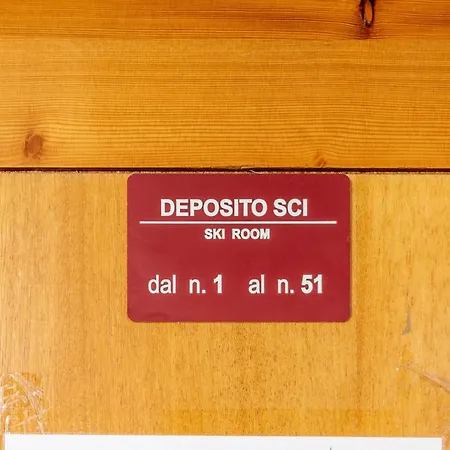 DEPOSITO SCI
SKI ROOM
dal n. 1 al n. 51